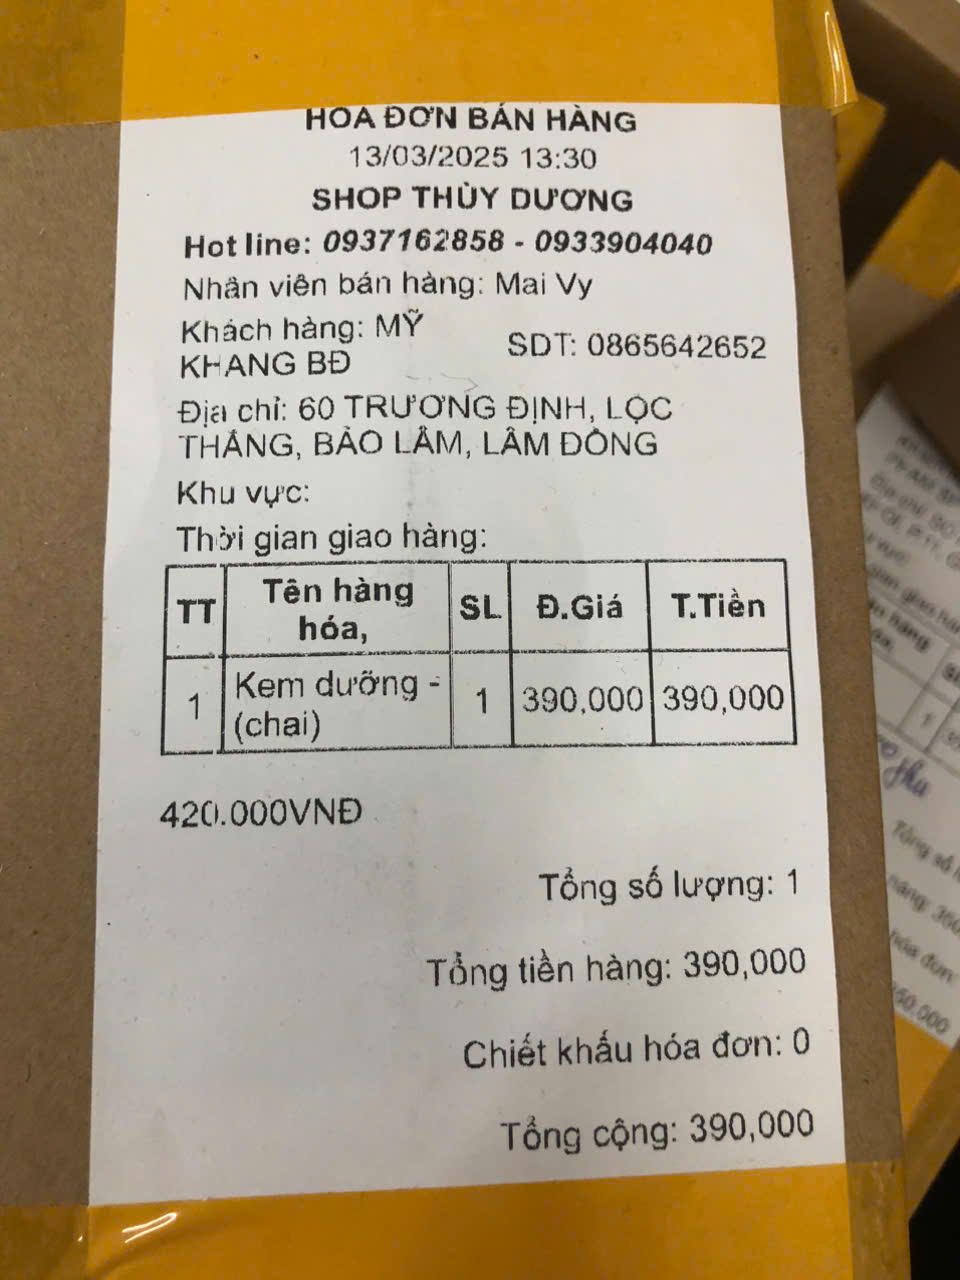 HÓA ĐƠN BÁN HÀNG
13/03/2025 13:30
SHOP THÙY DƯƠNG
Hot line: 0937162858 - 0933904040
Nhân viên bán hàng: Mai Vy
Khách hàng: MỸ KHANG BĐ
SDT: 0865642652
Địa chỉ: 60 TRƯƠNG ĐỊNH, LỘC
THẮNG, BẢO LÂM, LÂM ĐỒNG
Khu vực:
Thời gian giao hàng:
TT Tên hàng hóa, SL Đ.Giá T.Tiền
1 Kem dưỡng - (chai) 1 390,000 390,000
420.000VNĐ
Tổng số lượng: 1
Tổng tiền hàng: 390,000
Chiết khấu hóa đơn: 0
Tổng cộng: 390,000